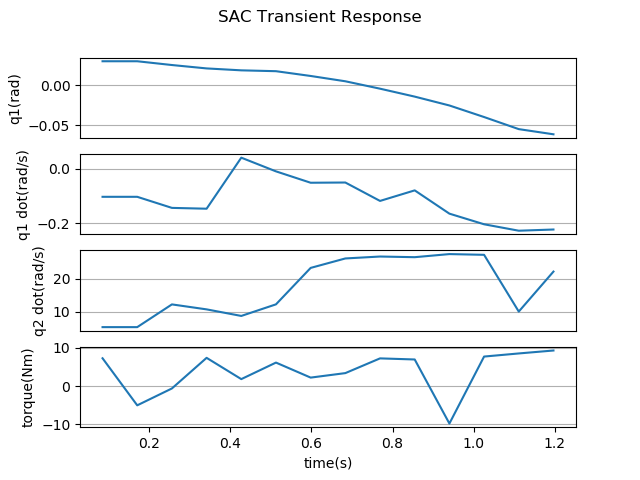 SAC Transient Response
q1(rad)
0.00
−0.05
q1 dot(rad/s)
0.0
−0.2
q2 dot(rad/s)
20
10
torque(Nm)
10
0
−10
0.2 0.4 0.6 0.8 1.0 1.2
time(s)